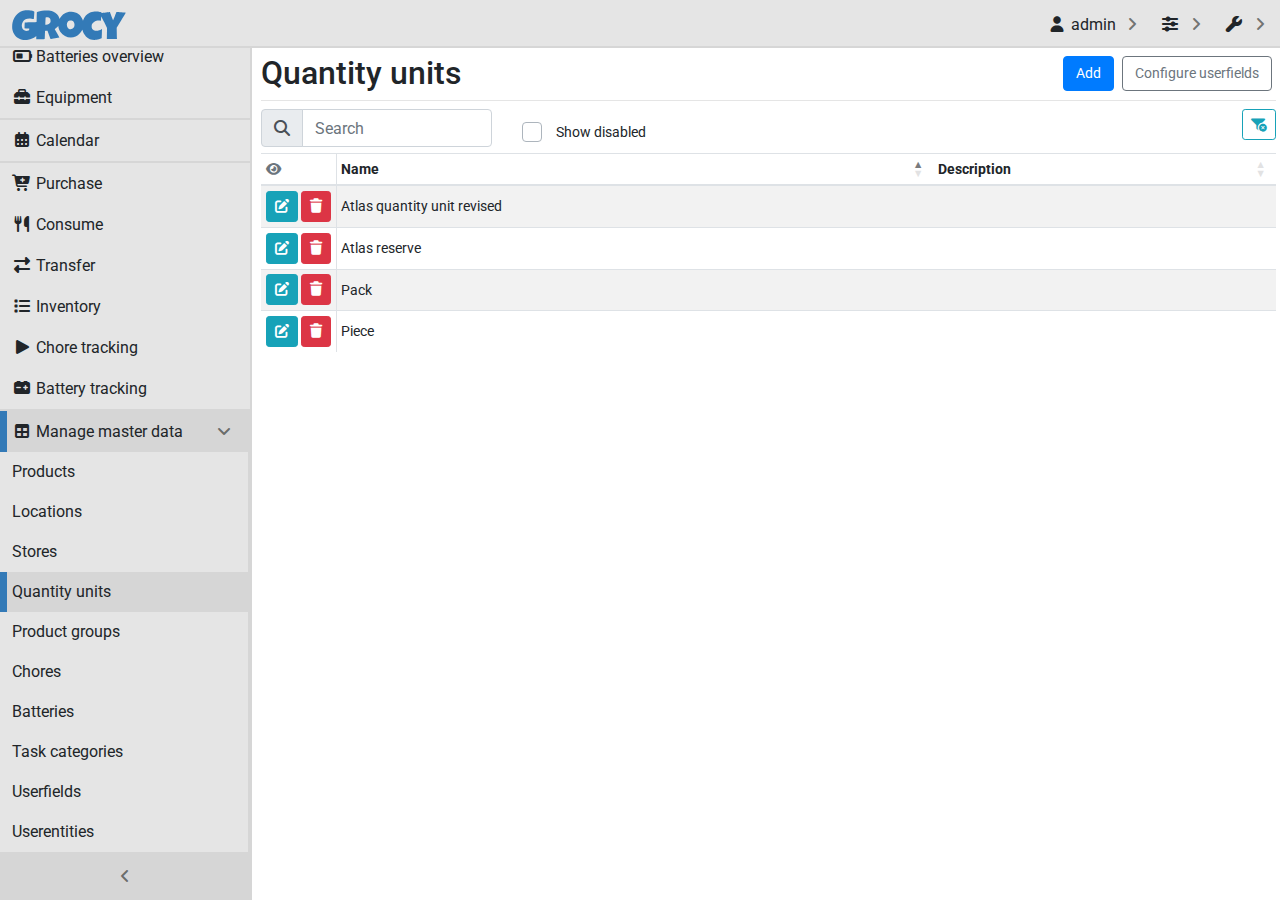 GROCY
admin
Batteries overview
Equipment
Calendar
Purchase
Consume
Transfer
Inventory
Chore tracking
Battery tracking
Manage master data
Products
Locations
Stores
Quantity units
Product groups
Chores
Batteries
Task categories
Userfields
Userentities
Quantity units
Add
Configure userfields
Search
Show disabled
Name
Description
Atlas quantity unit revised
Atlas reserve
Pack
Piece